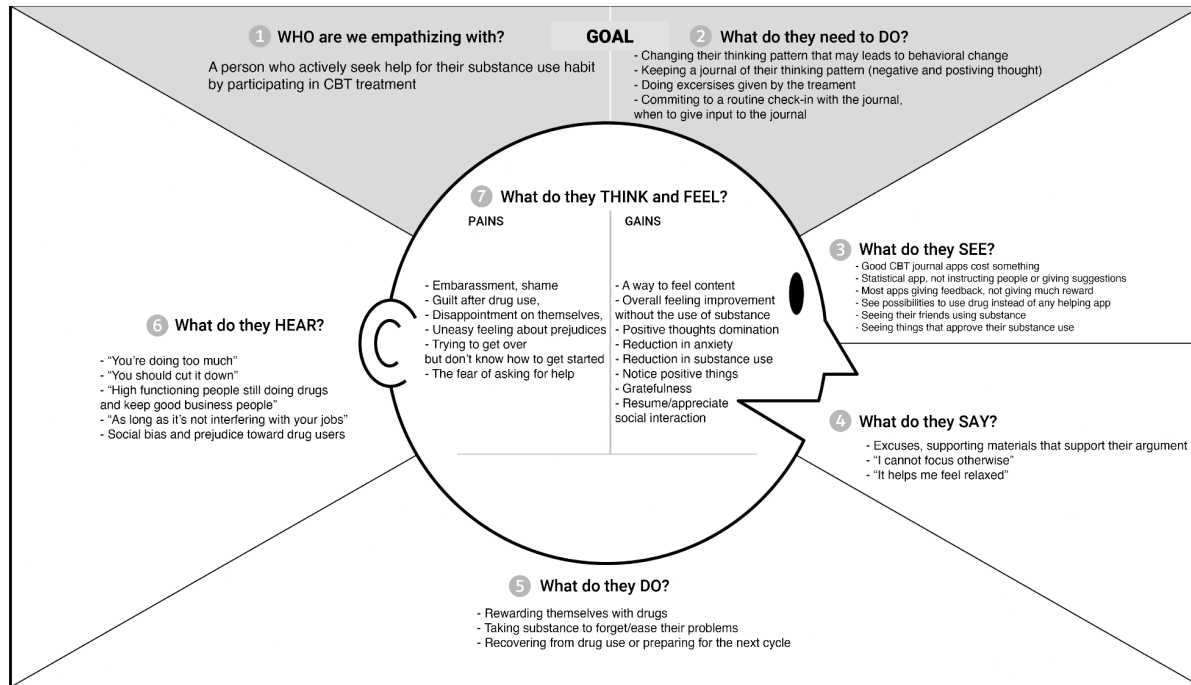 GOAL
1 WHO are we empathizing with?
A person who actively seek help for their substance use habit
by participating in CBT treatment
2 What do they need to DO?
- Changing their thinking pattern that may leads to behavioral change
- Keeping a journal of their thinking pattern (negative and postiving thought)
- Doing excersises given by the treament
- Commiting to a routine check-in with the journal,
when to give input to the journal
3 What do they SEE?
- Good CBT journal apps cost something
- Statistical app, not instructing people or giving suggestions
- Most apps giving feedback, not giving much reward
- See possibilities to use drug instead of any helping app
- Seeing their friends using substance
- Seeing things that approve their substance use
4 What do they SAY?
- Excuses, supporting materials that support their argument
- “I cannot focus otherwise”
- “It helps me feel relaxed”
5 What do they DO?
- Rewarding themselves with drugs
- Taking substance to forget/ease their problems
- Recovering from drug use or preparing for the next cycle
6 What do they HEAR?
- “You’re doing too much”
- “You should cut it down”
- “High functioning people still doing drugs
and keep good business people”
- “As long as it’s not interfering with your jobs”
- Social bias and prejudice toward drug users
7 What do they THINK and FEEL?
PAINS
- Embarassment, shame
- Guilt after drug use,
- Disappointment on themselves,
- Uneasy feeling about prejudices
- Trying to get over
but don’t know how to get started
- The fear of asking for help
GAINS
- A way to feel content
- Overall feeling improvement
without the use of substance
- Positive thoughts domination
- Reduction in anxiety
- Reduction in substance use
- Notice positive things
- Gratefulness
- Resume/appreciate
social interaction